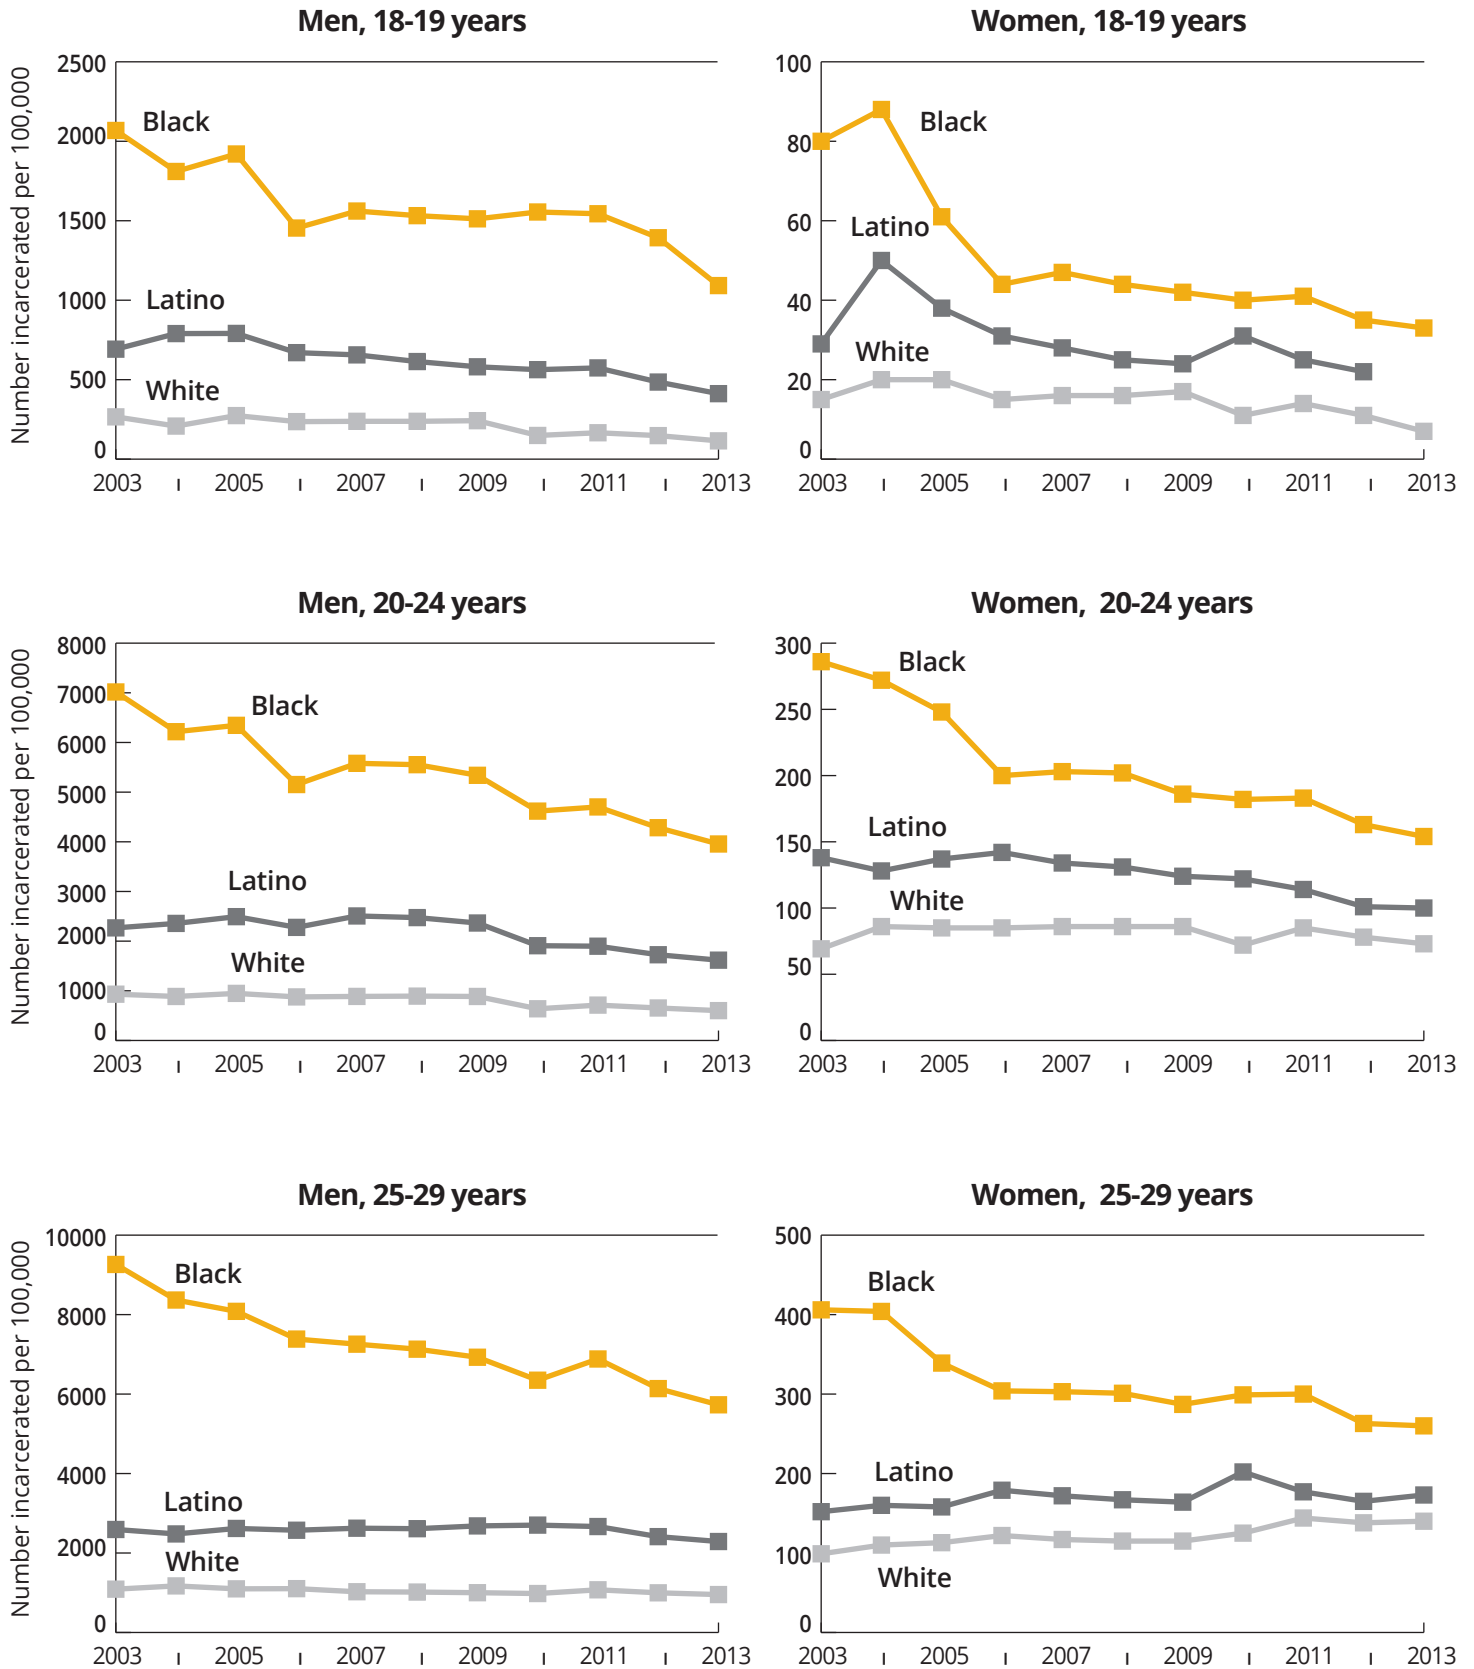 Men, 18-19 years
Number incarcerated per 100,000
2500
2000
1500
1000
500
0
Black
Latino
White
2003 2005 2007 2009 2011 2013
Women, 18-19 years
100
80
60
40
20
0
Black
Latino
White
2003 2005 2007 2009 2011 2013
Men, 20-24 years
Number incarcerated per 100,000
8000
7000
6000
5000
4000
3000
2000
1000
0
Black
Latino
White
2003 2005 2007 2009 2011 2013
Women, 20-24 years
300
250
200
150
100
50
0
Black
Latino
White
2003 2005 2007 2009 2011 2013
Men, 25-29 years
Number incarcerated per 100,000
10000
8000
6000
4000
2000
0
Black
Latino
White
2003 2005 2007 2009 2011 2013
Women, 25-29 years
500
400
300
200
100
0
Black
Latino
White
2003 2005 2007 2009 2011 2013